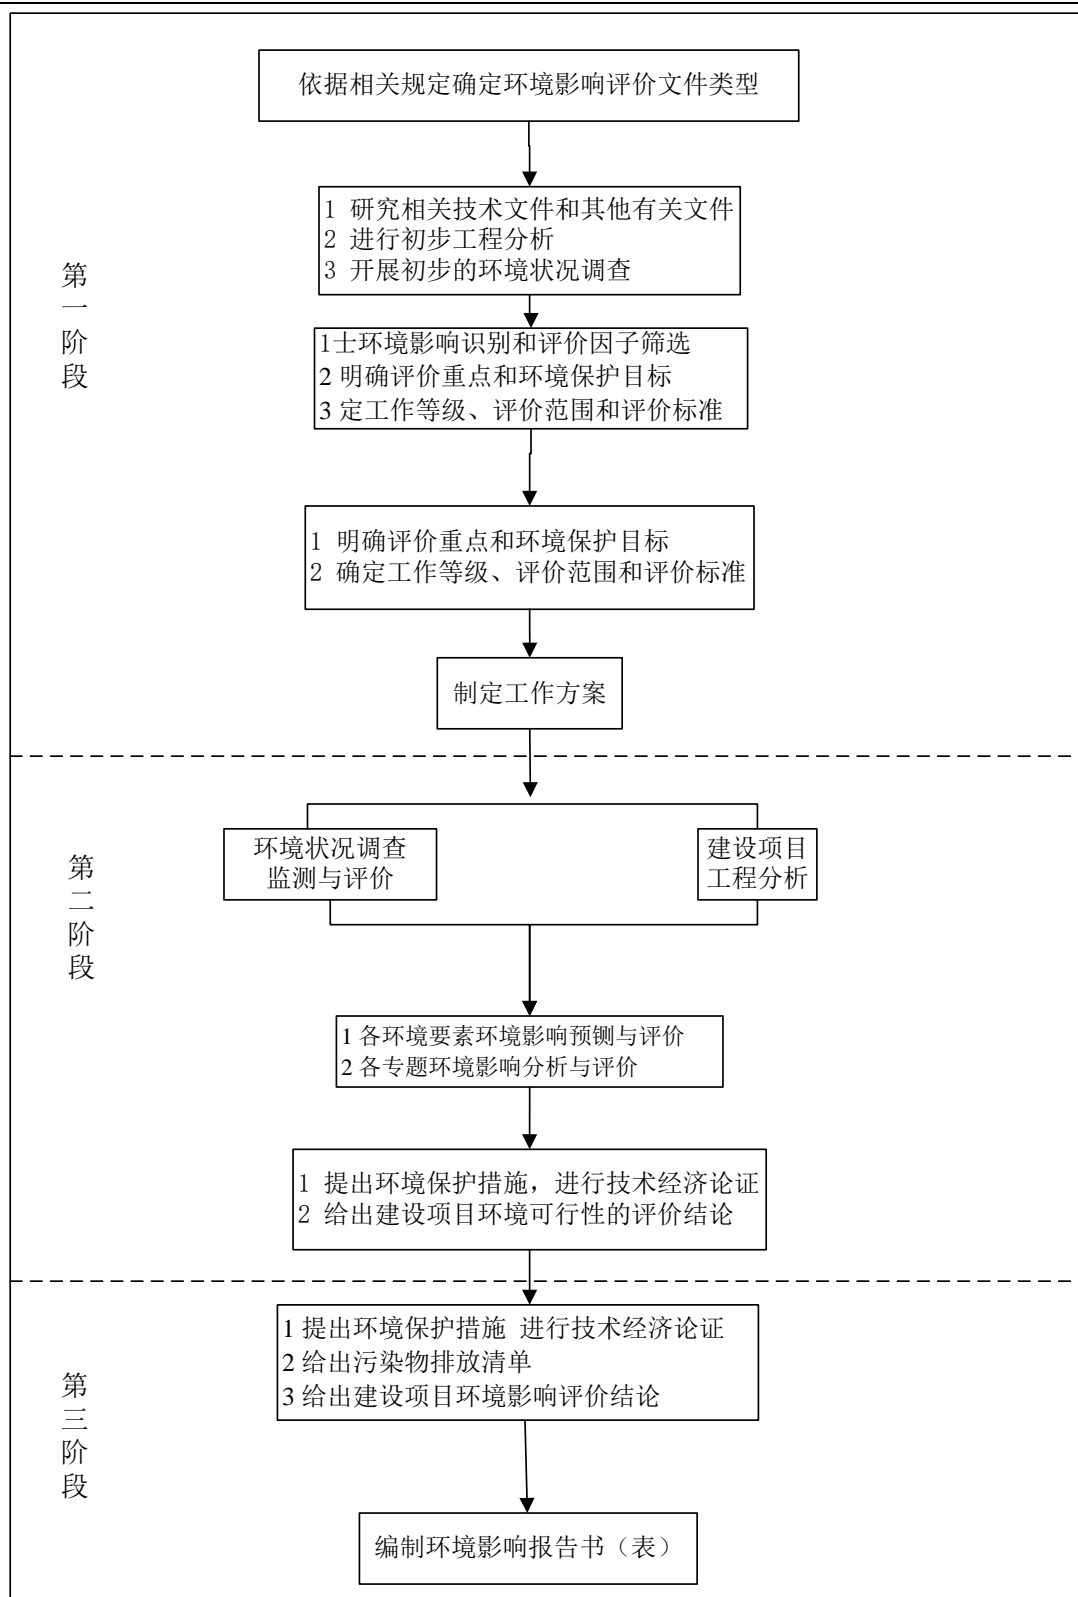 依据相关规定确定环境影响评价文件类型
第一阶段
1 研究相关技术文件和其他有关文件
2 进行初步工程分析
3 开展初步的环境状况调查
1士环境影响识别和评价因子筛选
2 明确评价重点和环境保护目标
3 定工作等级、评价范围和评价标准
1 明确评价重点和环境保护目标
2 确定工作等级、评价范围和评价标准
制定工作方案
第二阶段
环境状况调查
监测与评价
建设项目
工程分析
1 各环境要素环境影响预铡与评价
2 各专题环境影响分析与评价
1 提出环境保护措施，进行技术经济论证
2 给出建设项目环境可行性的评价结论
第三阶段
1 提出环境保护措施 进行技术经济论证
2 给出污染物排放清单
3 给出建设项目环境影响评价结论
编制环境影响报告书（表）